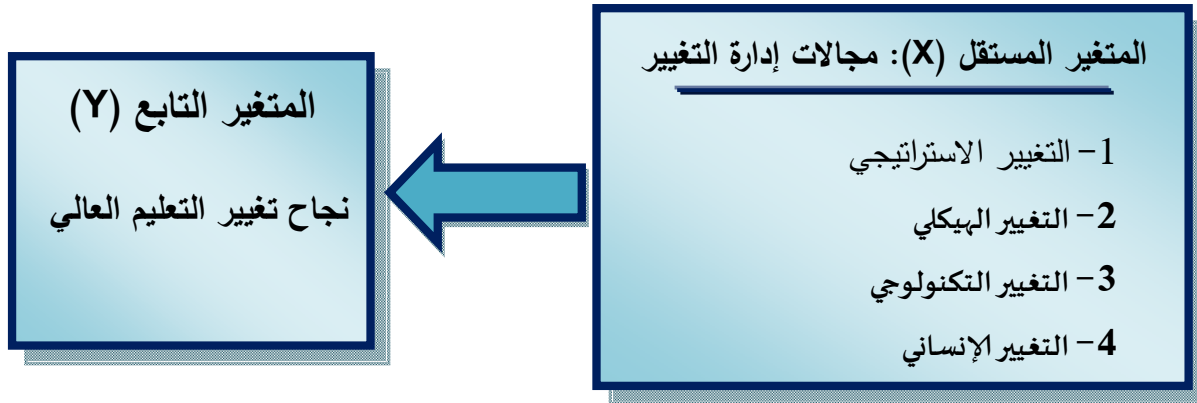 المتغير المستقل (X): مجالات إدارة التغيير
1- التغيير الاستراتيجي
2- التغيير الهيكلي
3- التغيير التكنولوجي
4- التغيير الإنساني
المتغير التابع (Y)
نجاح تغيير التعليم العالي